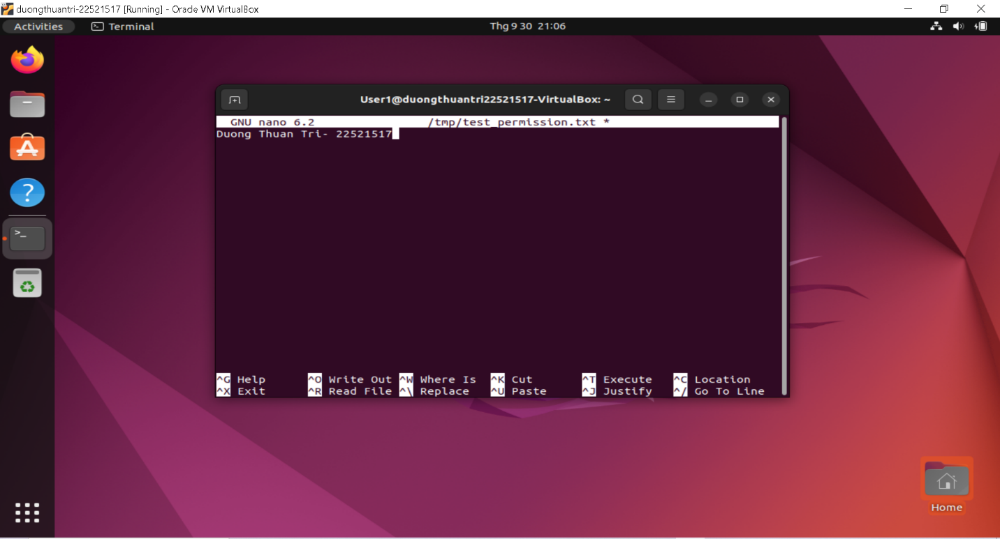 duongthuantri-22521517 [Running] - Oracle VM VirtualBox
Activities Terminal Thg 9 30 21:06
User1@duongthuantri22521517-VirtualBox: ~
GNU nano 6.2 /tmp/test_permission.txt *
Duong Thuan Tri- 22521517
^G Help ^O Write Out ^W Where Is ^K Cut ^T Execute ^C Location
^X Exit ^R Read File ^\ Replace ^U Paste ^J Justify ^/ Go To Line
Home